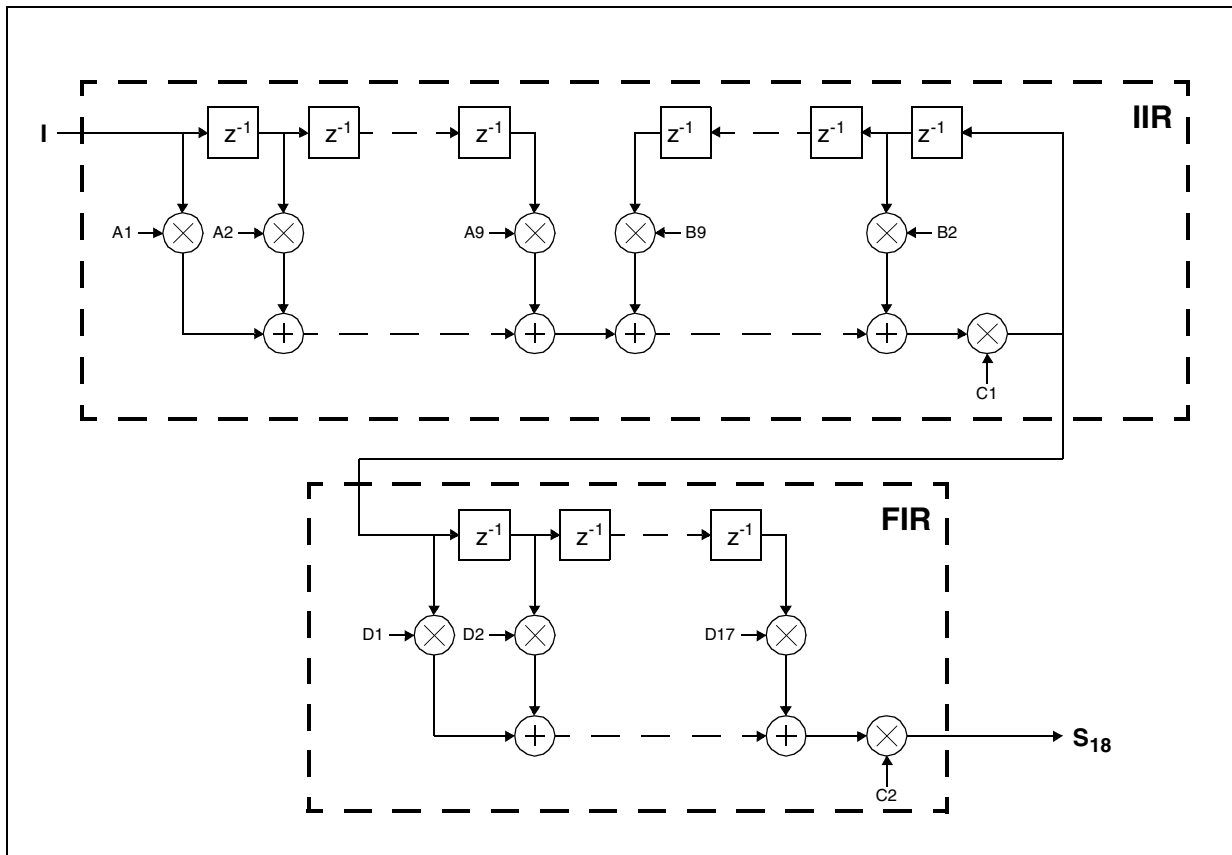 IIR
I
z⁻¹ z⁻¹ z⁻¹ z⁻¹ z⁻¹ z⁻¹
A1 A2 A9 B9 B2
C1
FIR
z⁻¹ z⁻¹ z⁻¹
D1 D2 D17
S₁₈
C2